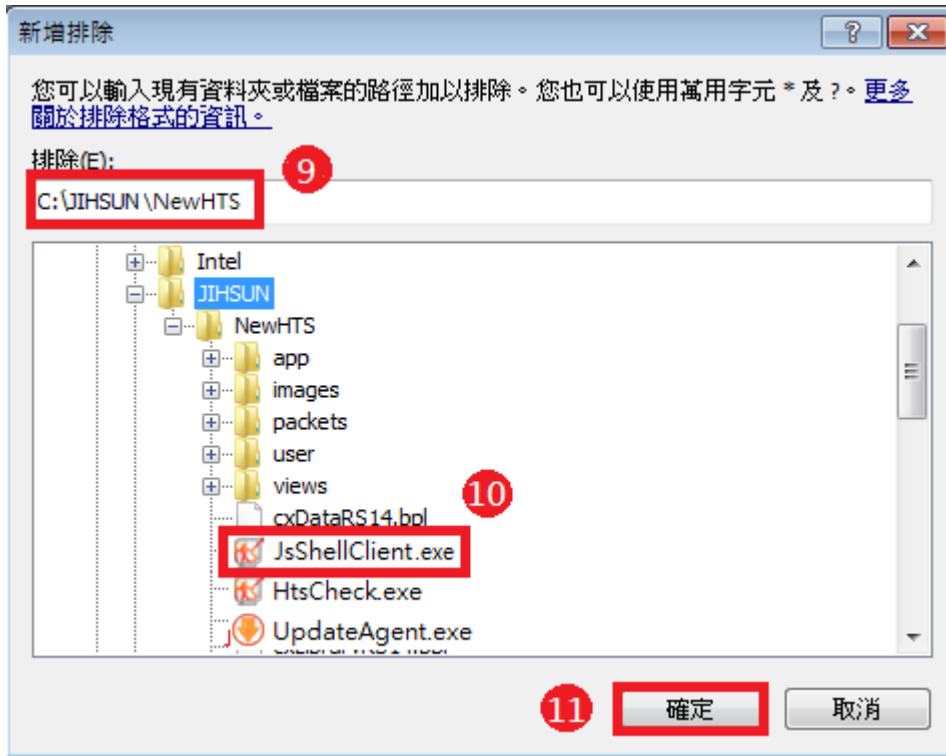 新增排除
您可以輸入現有資料夾或檔案的路徑加以排除。您也可以使用萬用字元 * 及 ?。更多
關於排除格式的資訊。
排除(E):
9
C:\JIHSUN\NewHTS
Intel
JIHSUN
NewHTS
app
images
packets
user
views
10
cxDataRS14.bpl
JsShellClient.exe
HtsCheck.exe
UpdateAgent.exe
11
確定
取消